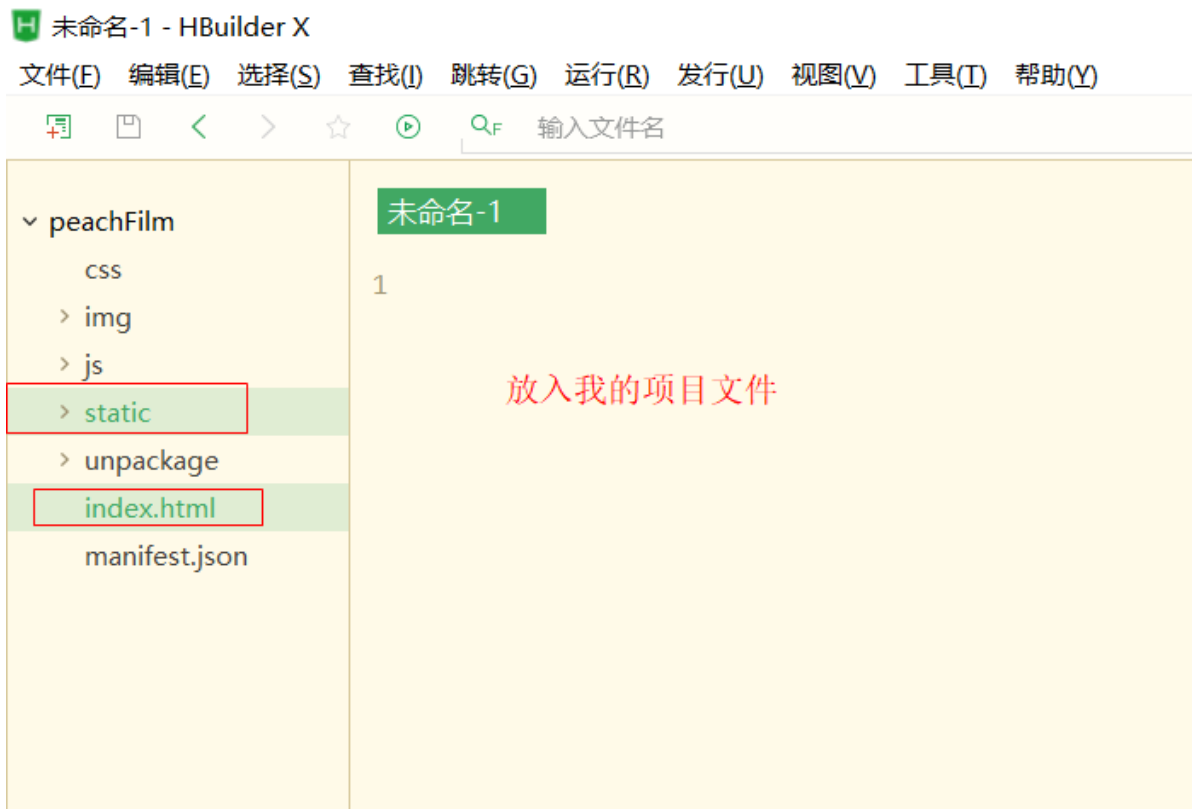 未命名-1 - HBuilder X
文件(F) 编辑(E) 选择(S) 查找(I) 跳转(G) 运行(R) 发行(U) 视图(V) 工具(T) 帮助(Y)
输入文件名
peachFilm
css
img
js
static
unpackage
index.html
manifest.json
未命名-1
1
放入我的项目文件